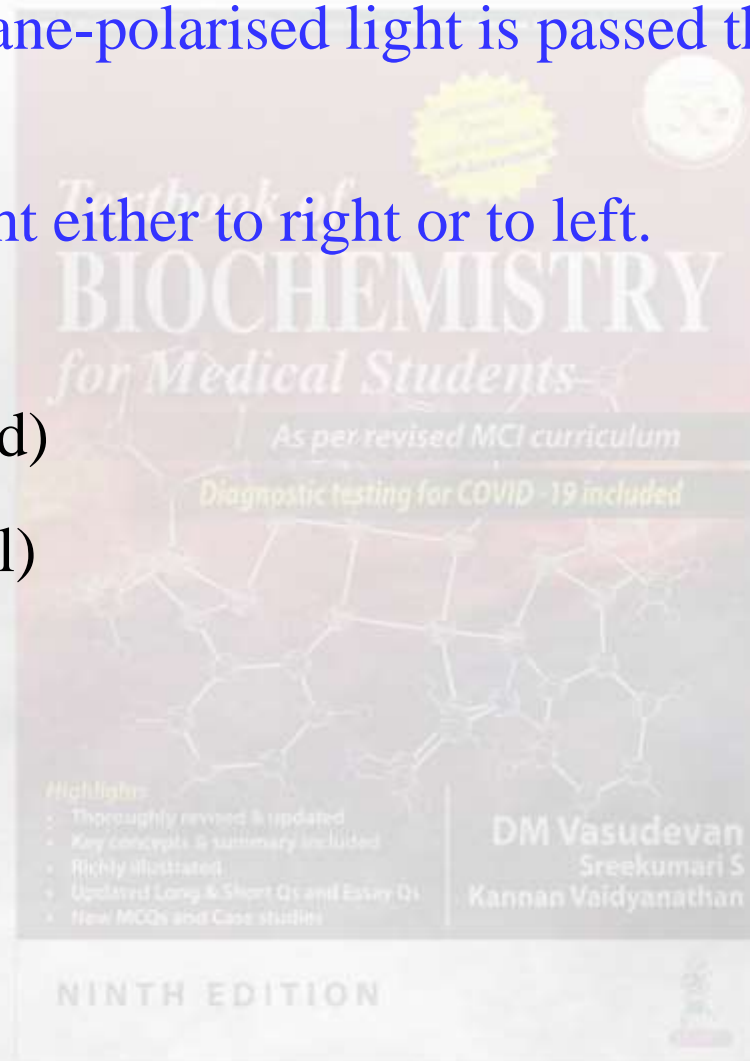 ane-polarised light is passed th
Textbook of
nt either to right or to left.
BIOCHEMISTRY
for Medical Students
d)
As per revised MCI curriculum
Diagnostic testing for COVID -19 included
l)
Highlights
• Thoroughly revised & updated
• Key concepts & summary included
• Richly illustrated
• Updated Long & Short Qs and Essay Qs
• New MCQs and Case studies
DM Vasudevan
Sreekumari S
Kannan Vaidyanathan
NINTH EDITION